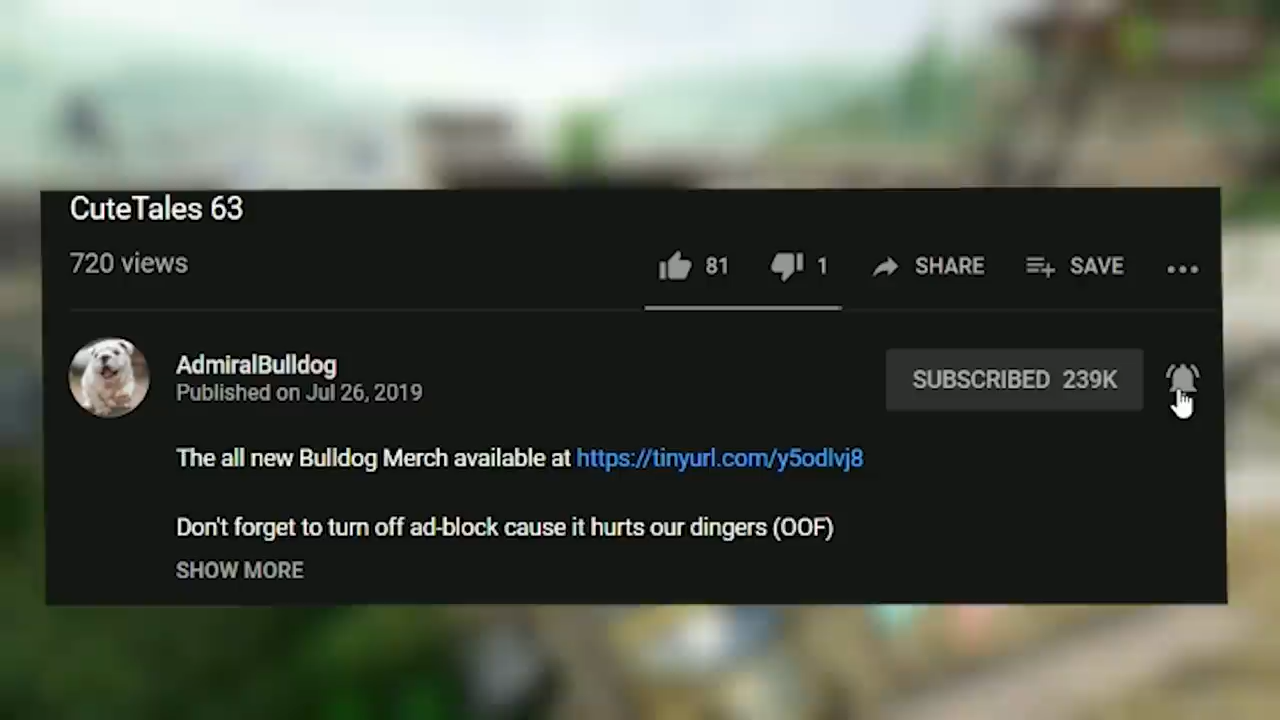 CuteTales 63
720 views
81 1 SHARE SAVE
AdmiralBulldog
Published on Jul 26, 2019
SUBSCRIBED 239K
The all new Bulldog Merch available at https://tinyurl.com/y5odlvj8
Don't forget to turn off ad-block cause it hurts our dingers (OOF)
SHOW MORE